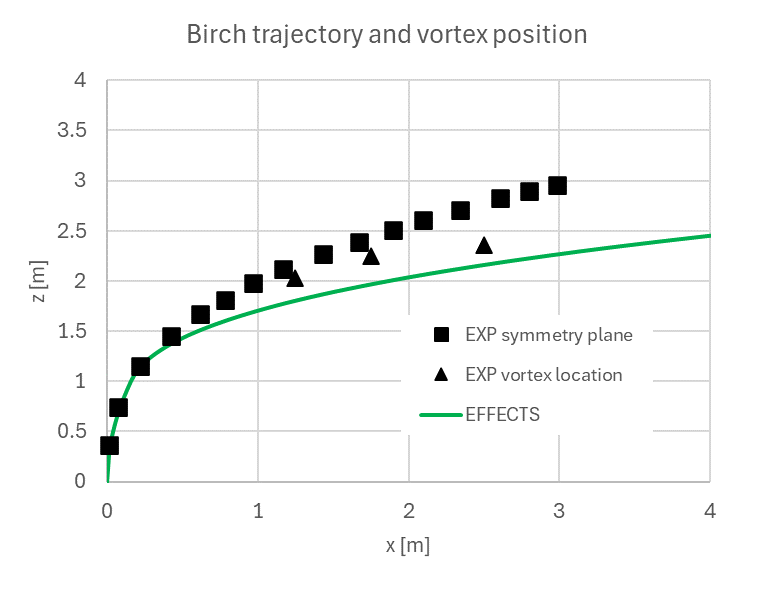 Birch trajectory and vortex position
4
3.5
3
2.5
2
1.5
1
0.5
0
z [m]
EXP symmetry plane
EXP vortex location
EFFECTS
0 1 2 3 4
x [m]